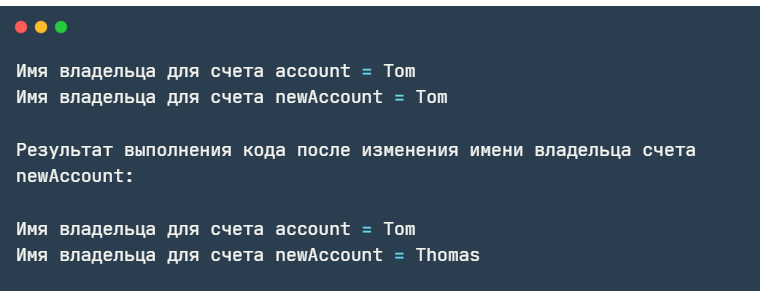 Имя владельца для счета account = Tom
Имя владельца для счета newAccount = Tom
Результат выполнения кода после изменения имени владельца счета
newAccount:
Имя владельца для счета account = Tom
Имя владельца для счета newAccount = Thomas